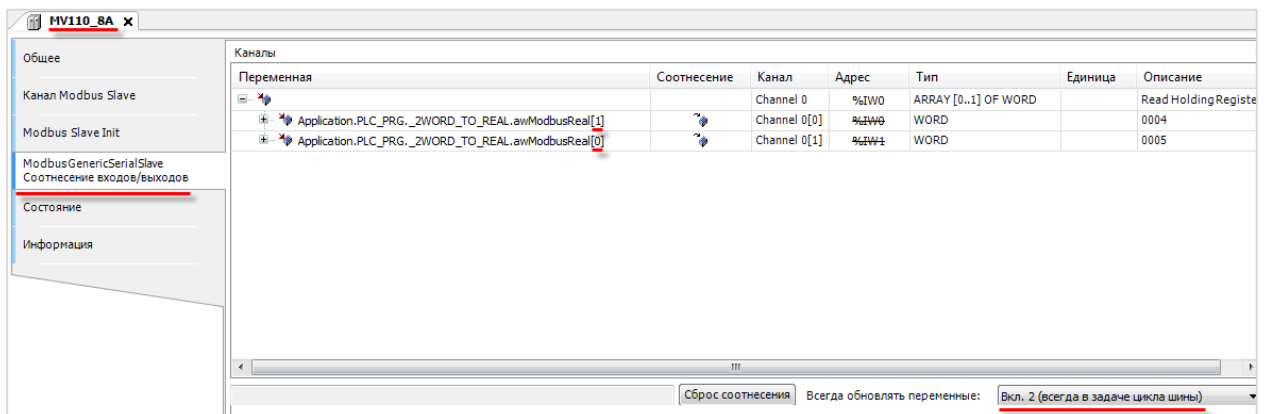 MV110_8A X
Общее
Канал Modbus Slave
Modbus Slave Init
ModbusGenericSerialSlave
Соотнесение входов/выходов
Состояние
Информация
Каналы
Переменная Соотнесение Канал Адрес Тип Единица Описание
Channel 0 %IW0 ARRAY [0..1] OF WORD Read Holding Registe
Application.PLC_PRG._2WORD_TO_REAL.awModbusReal[1] Channel 0[0] %IW0 WORD 0004
Application.PLC_PRG._2WORD_TO_REAL.awModbusReal[0] Channel 0[1] %IW1 WORD 0005
Сброс соотнесения Всегда обновлять переменные: Вкл. 2 (всегда в задаче цикла шины)